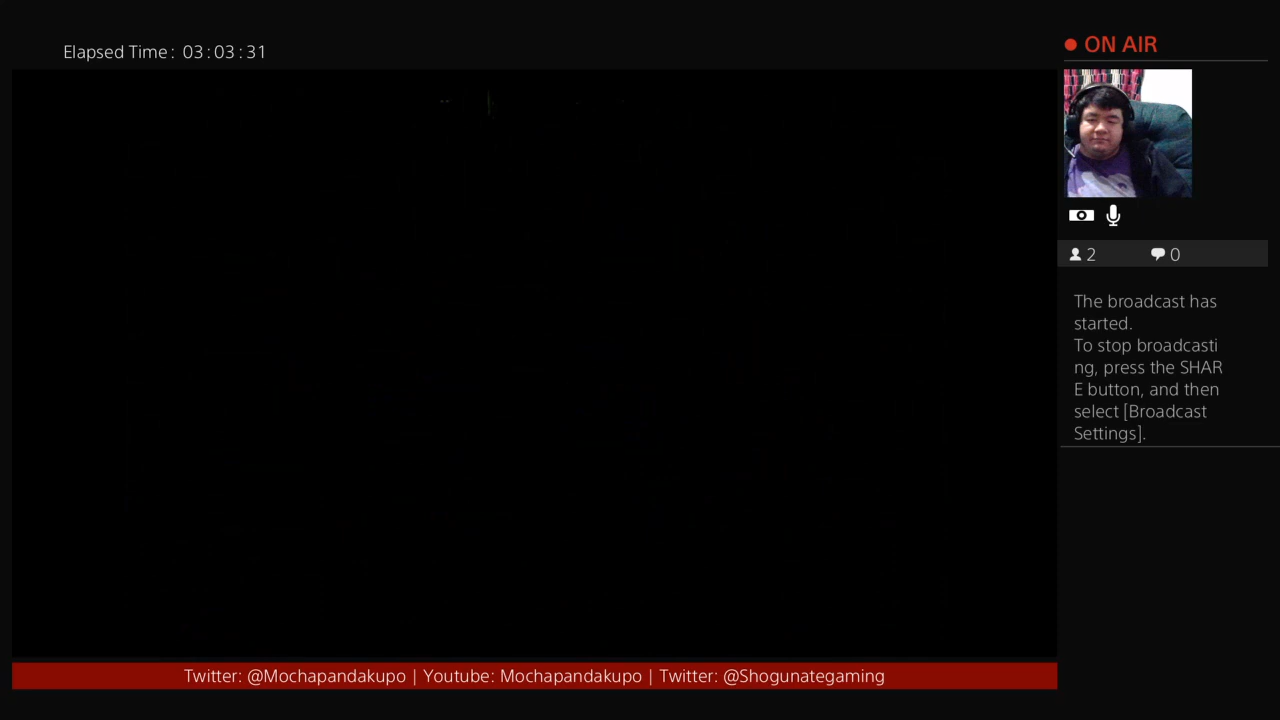 Elapsed Time: 03:03:31
ON AIR
2
0
The broadcast has
started.
To stop broadcasti
ng, press the SHAR
E button, and then
select [Broadcast
Settings].
Twitter: @Mochapandakupo | Youtube: Mochapandakupo | Twitter: @Shogunategaming